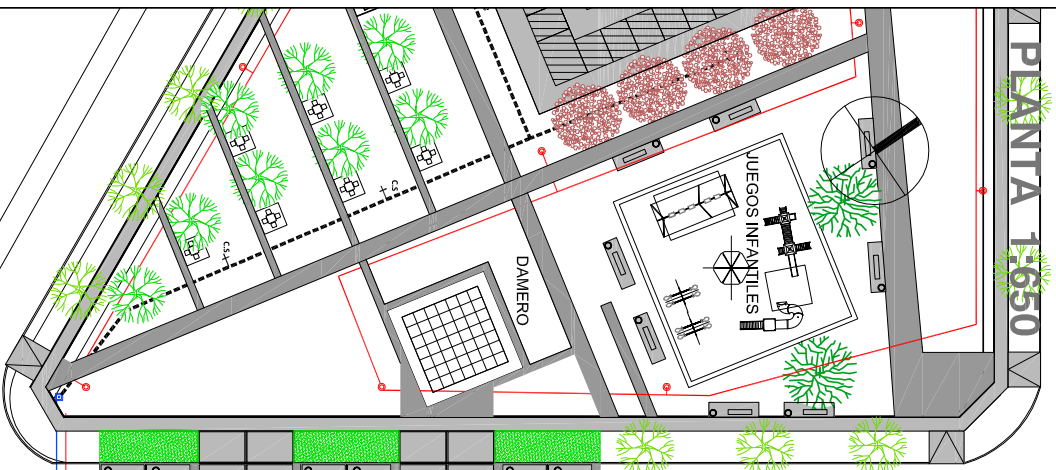 PLANTA 1:650
JUEGOS INFANTILES
DAMERO
C.S.
C.S.